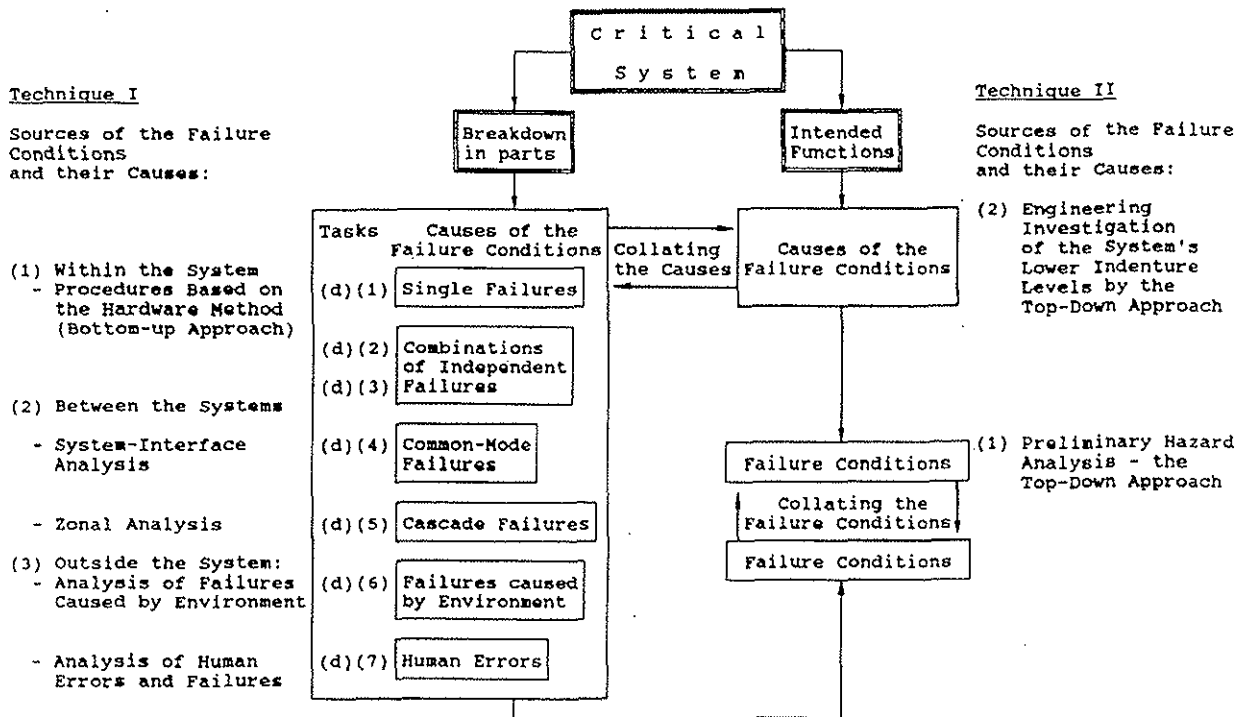 C r i t i c a l
S y s t e m
Technique I
Sources of the Failure
Conditions
and their Causes:
Breakdown
in parts
Intended
Functions
Technique II
Sources of the Failure
Conditions
and their Causes:
(1) Within the System
- Procedures Based on
the Hardware Method
(Bottom-up Approach)
(2) Between the Systems
- System-Interface
Analysis
- Zonal Analysis
(3) Outside the System:
- Analysis of Failures
Caused by Environment
- Analysis of Human
Errors and Failures
Tasks
Causes of the
Failure Conditions
(d)(1) Single Failures
(d)(2) Combinations
of Independent
(d)(3) Failures
(d)(4) Common-Mode
Failures
(d)(5) Cascade Failures
(d)(6) Failures caused
by Environment
(d)(7) Human Errors
Collating
the Causes
Causes of the
Failure Conditions
(2) Engineering
Investigation
of the System's
Lower Indenture
Levels by the
Top-Down Approach
Failure Conditions
Collating the
Failure Conditions
Failure Conditions
(1) Preliminary Hazard
Analysis - the
Top-Down Approach